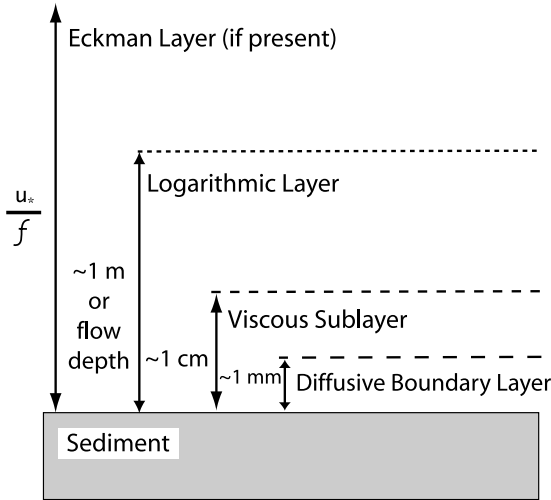 Eckman Layer (if present)
Logarithmic Layer
u*
f
~1 m
or
flow
depth
~1 cm
Viscous Sublayer
~1 mm
Diffusive Boundary Layer
Sediment